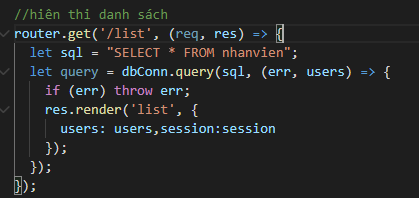 //hiên thi danh sách
router.get('/list', (req, res) => {
let sql = "SELECT * FROM nhanvien";
let query = dbConn.query(sql, (err, users) => {
if (err) throw err;
res.render('list', {
users: users,session:session
});
});
});